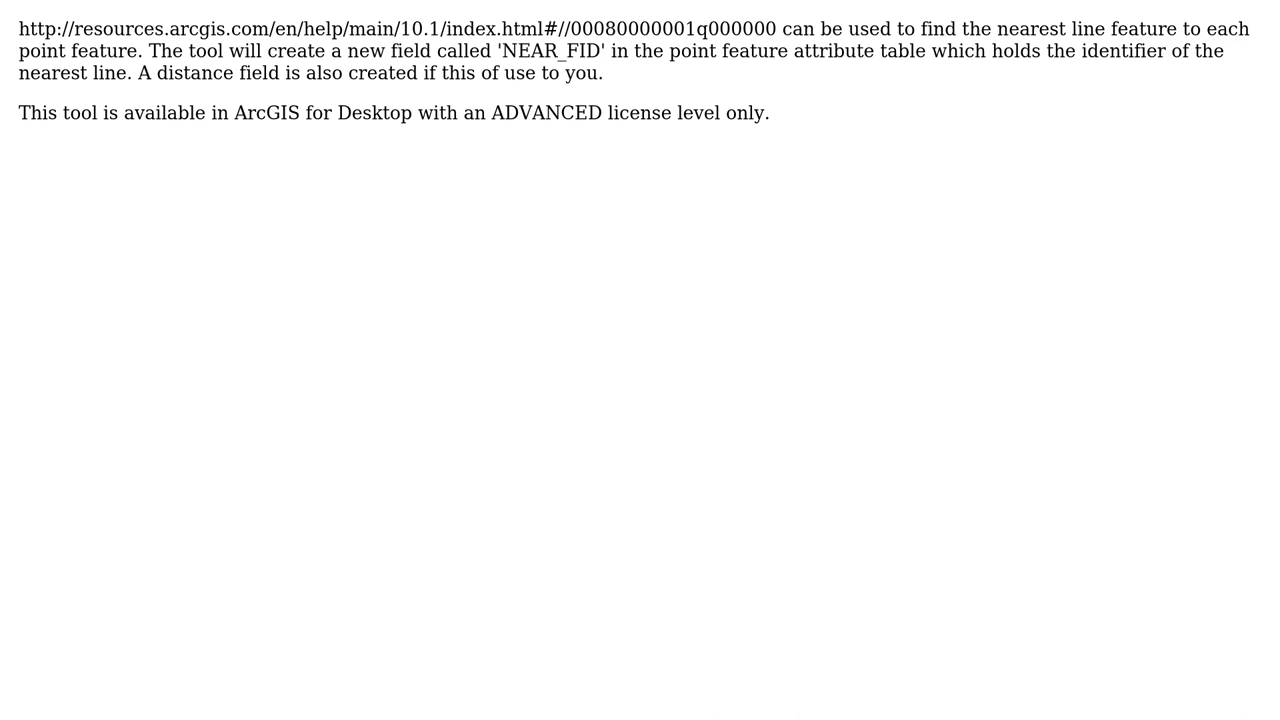 http://resources.arcgis.com/en/help/main/10.1/index.html#//00080000001q000000 can be used to find the nearest line feature to each
point feature. The tool will create a new field called 'NEAR_FID' in the point feature attribute table which holds the identifier of the
nearest line. A distance field is also created if this of use to you.
This tool is available in ArcGIS for Desktop with an ADVANCED license level only.